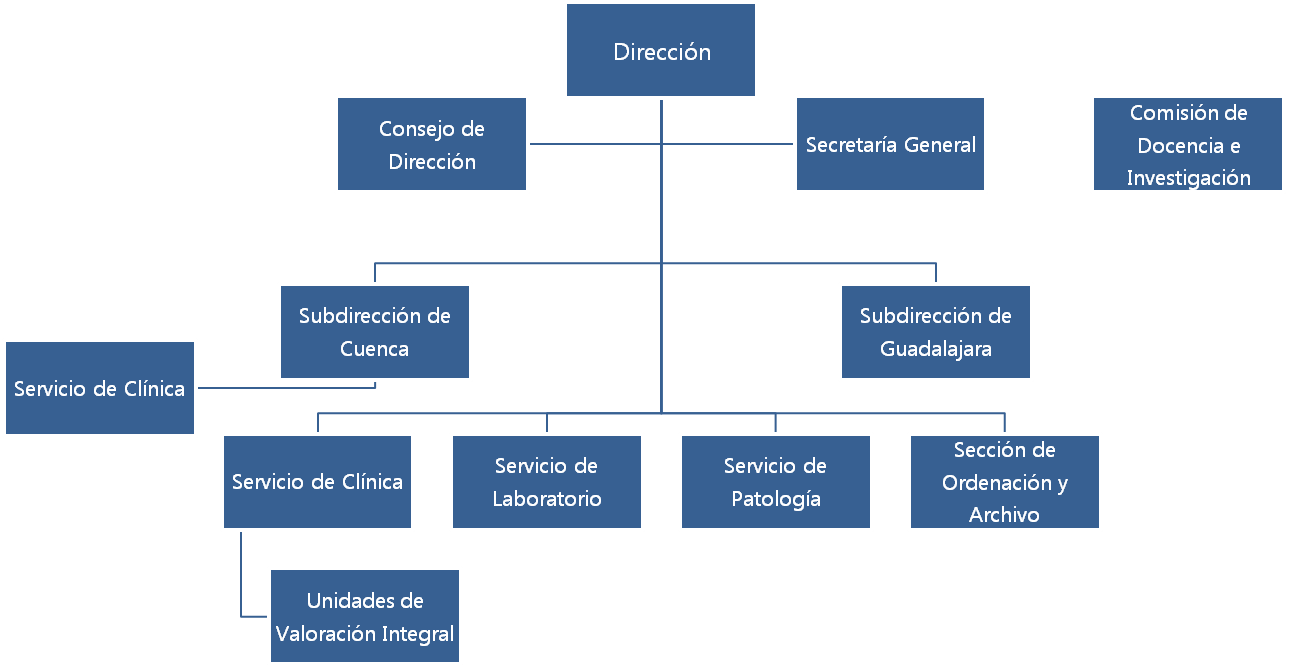 Dirección
Consejo de
Dirección
Secretaría General
Comisión de
Docencia e
Investigación
Subdirección de
Cuenca
Subdirección de
Guadalajara
Servicio de Clínica
Servicio de Clínica
Servicio de
Laboratorio
Servicio de
Patología
Sección de
Ordenación y
Archivo
Unidades de
Valoración Integral